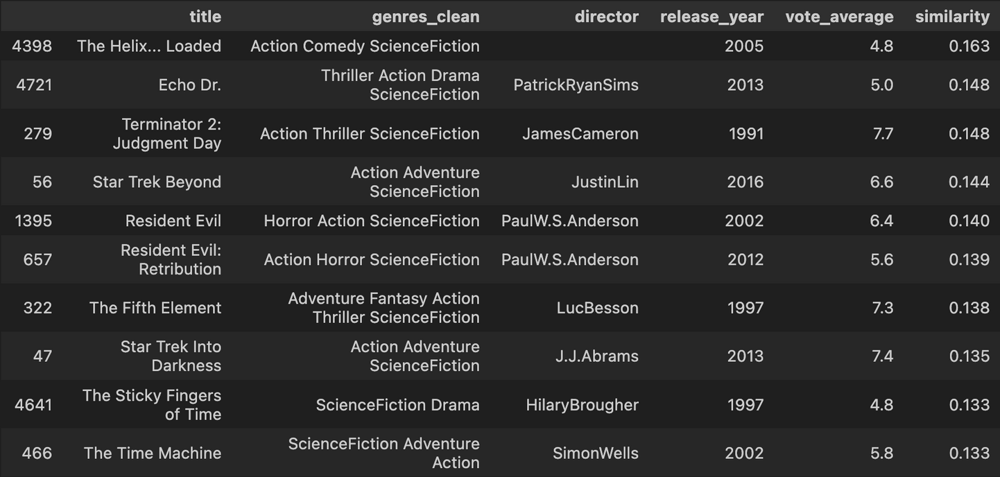 title genres_clean director release_year vote_average similarity
4398 The Helix... Loaded Action Comedy ScienceFiction 2005 4.8 0.163
4721 Echo Dr. Thriller Action Drama ScienceFiction PatrickRyanSims 2013 5.0 0.148
279 Terminator 2: Judgment Day Action Thriller ScienceFiction JamesCameron 1991 7.7 0.148
56 Star Trek Beyond Action Adventure ScienceFiction JustinLin 2016 6.6 0.144
1395 Resident Evil Horror Action ScienceFiction PaulW.S.Anderson 2002 6.4 0.140
657 Resident Evil: Retribution Action Horror ScienceFiction PaulW.S.Anderson 2012 5.6 0.139
322 The Fifth Element Adventure Fantasy Action Thriller ScienceFiction LucBesson 1997 7.3 0.138
47 Star Trek Into Darkness Action Adventure ScienceFiction J.J.Abrams 2013 7.4 0.135
4641 The Sticky Fingers of Time ScienceFiction Drama HilaryBrougher 1997 4.8 0.133
466 The Time Machine ScienceFiction Adventure Action SimonWells 2002 5.8 0.133